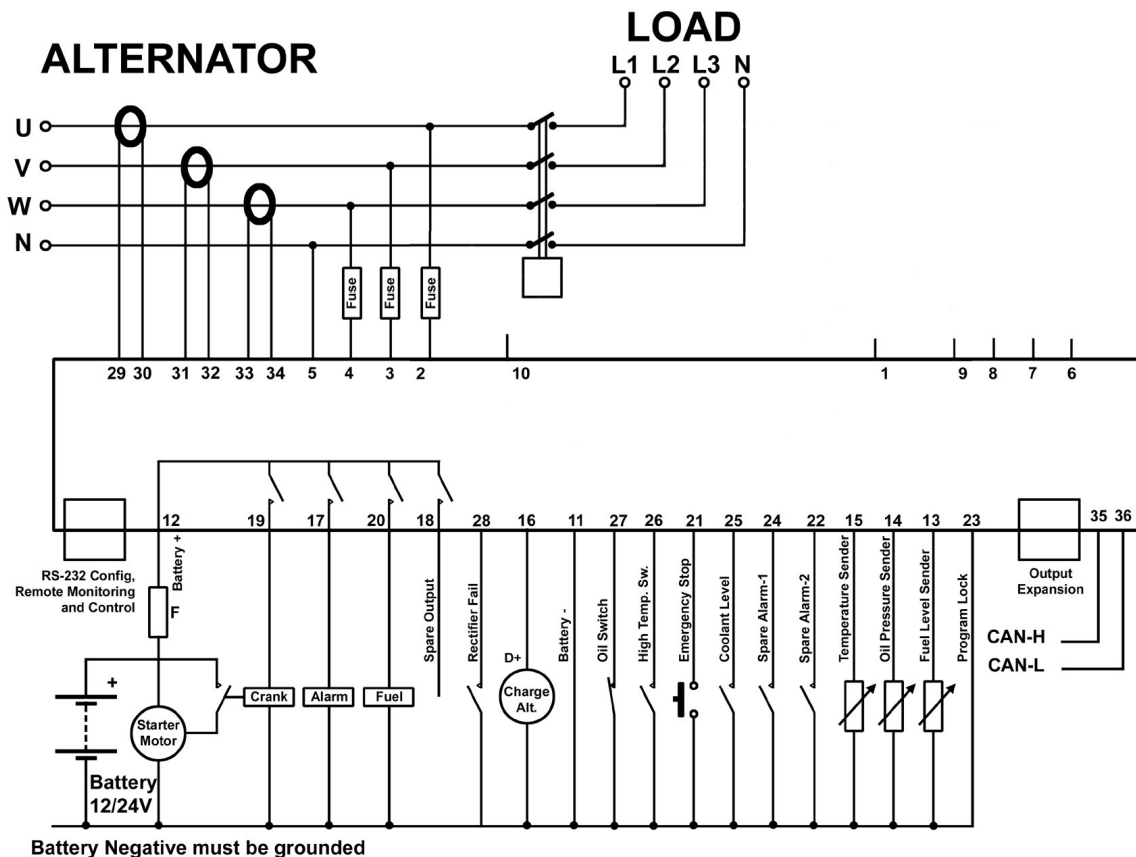 ALTERNATOR
LOAD
L1 L2 L3 N
U
V
W
N
Fuse Fuse Fuse
29 30 31 32 33 34 5 4 3 2 10 1 9 8 7 6
12 19 17 20 18 28 16 11 27 26 21 25 24 22 15 14 13 23 35 36
RS-232 Config,
Remote Monitoring
and Control
Battery +
F
Spare Output
Rectifier Fail
Battery -
Oil Switch
High Temp. Sw.
Emergency Stop
Coolant Level
Spare Alarm-1
Spare Alarm-2
Temperature Sender
Oil Pressure Sender
Fuel Level Sender
Program Lock
Output
Expansion
CAN-H
CAN-L
+
Crank
Alarm
Fuel
D+
Charge
Alt.
Starter
Motor
Battery
12/24V
Battery Negative must be grounded